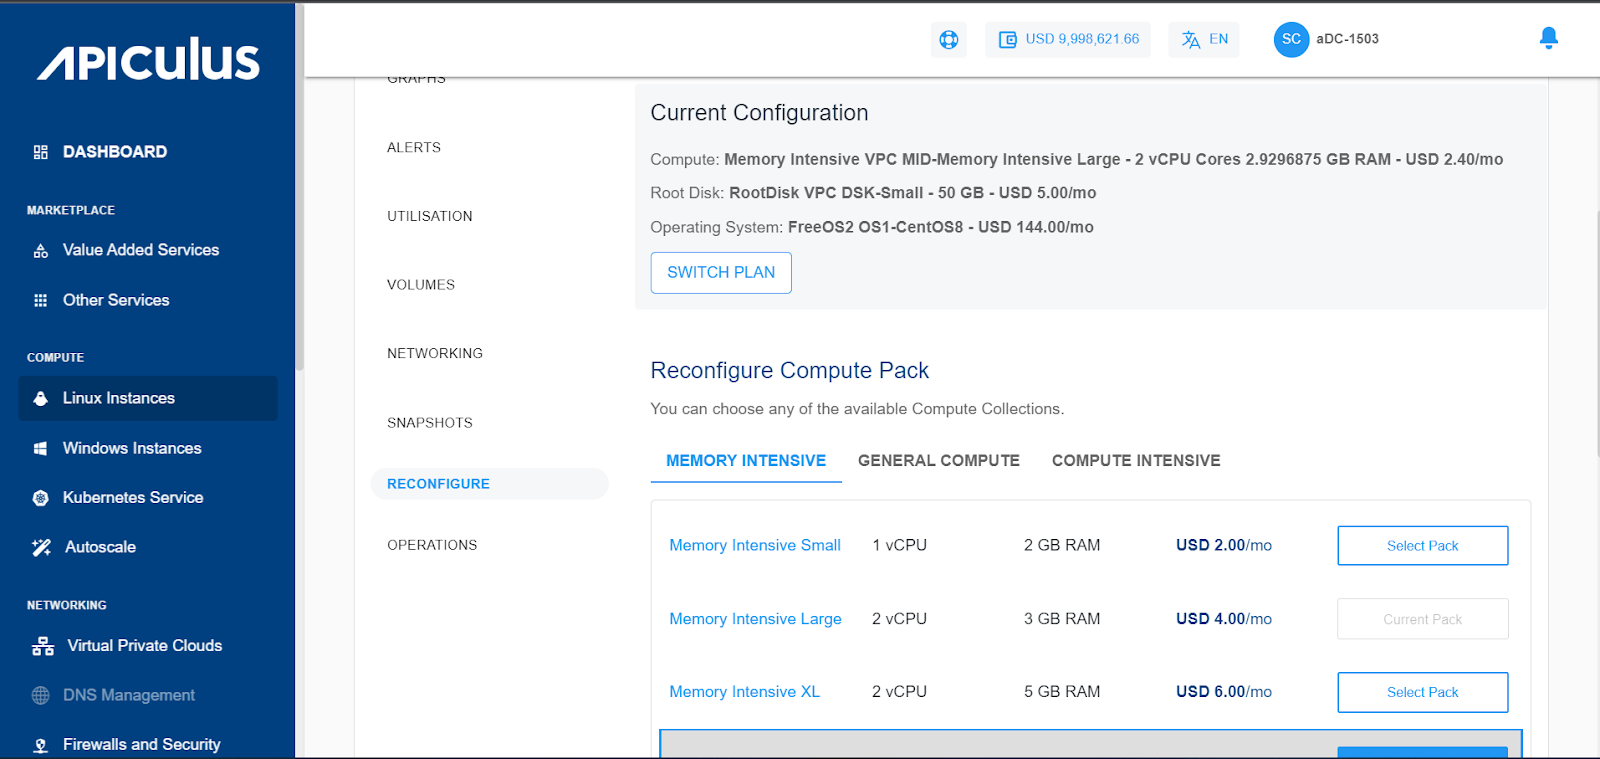 APICULUS
USD 9,998,621.66
EN
SC
aDC-1503
DASHBOARD
MARKETPLACE
Value Added Services
Other Services
COMPUTE
Linux Instances
Windows Instances
Kubernetes Service
Autoscale
NETWORKING
Virtual Private Clouds
DNS Management
Firewalls and Security
GRAPHS
ALERTS
UTILISATION
VOLUMES
NETWORKING
SNAPSHOTS
RECONFIGURE
OPERATIONS
Current Configuration
Compute: Memory Intensive VPC MID-Memory Intensive Large - 2 vCPU Cores 2.9296875 GB RAM - USD 2.40/mo
Root Disk: RootDisk VPC DSK-Small - 50 GB - USD 5.00/mo
Operating System: FreeOS2 OS1-CentOS8 - USD 144.00/mo
SWITCH PLAN
Reconfigure Compute Pack
You can choose any of the available Compute Collections.
MEMORY INTENSIVE GENERAL COMPUTE COMPUTE INTENSIVE
Memory Intensive Small 1 vCPU 2 GB RAM USD 2.00/mo Select Pack
Memory Intensive Large 2 vCPU 3 GB RAM USD 4.00/mo Current Pack
Memory Intensive XL 2 vCPU 5 GB RAM USD 6.00/mo Select Pack